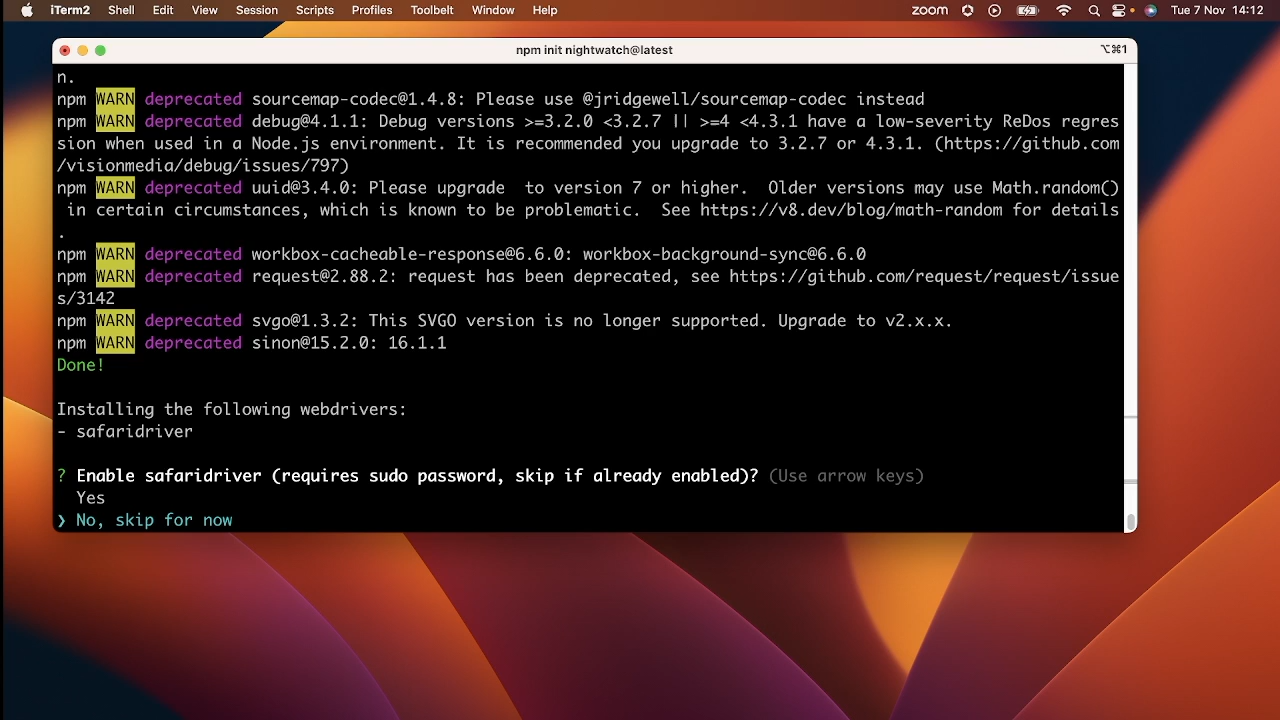 iTerm2 Shell Edit View Session Scripts Profiles Toolbelt Window Help zoom Tue 7 Nov 14:12
npm init nightwatch@latest ⌥⌘1
n.
npm WARN deprecated sourcemap-codec@1.4.8: Please use @jridgewell/sourcemap-codec instead
npm WARN deprecated debug@4.1.1: Debug versions >=3.2.0 <3.2.7 || >=4 <4.3.1 have a low-severity ReDos regres
sion when used in a Node.js environment. It is recommended you upgrade to 3.2.7 or 4.3.1. (https://github.com
/visionmedia/debug/issues/797)
npm WARN deprecated uuid@3.4.0: Please upgrade  to version 7 or higher.  Older versions may use Math.random()
 in certain circumstances, which is known to be problematic.  See https://v8.dev/blog/math-random for details
.
npm WARN deprecated workbox-cacheable-response@6.6.0: workbox-background-sync@6.6.0
npm WARN deprecated request@2.88.2: request has been deprecated, see https://github.com/request/request/issue
s/3142
npm WARN deprecated svgo@1.3.2: This SVGO version is no longer supported. Upgrade to v2.x.x.
npm WARN deprecated sinon@15.2.0: 16.1.1
Done!
Installing the following webdrivers:
- safaridriver
? Enable safaridriver (requires sudo password, skip if already enabled)? (Use arrow keys)
Yes
❯ No, skip for now